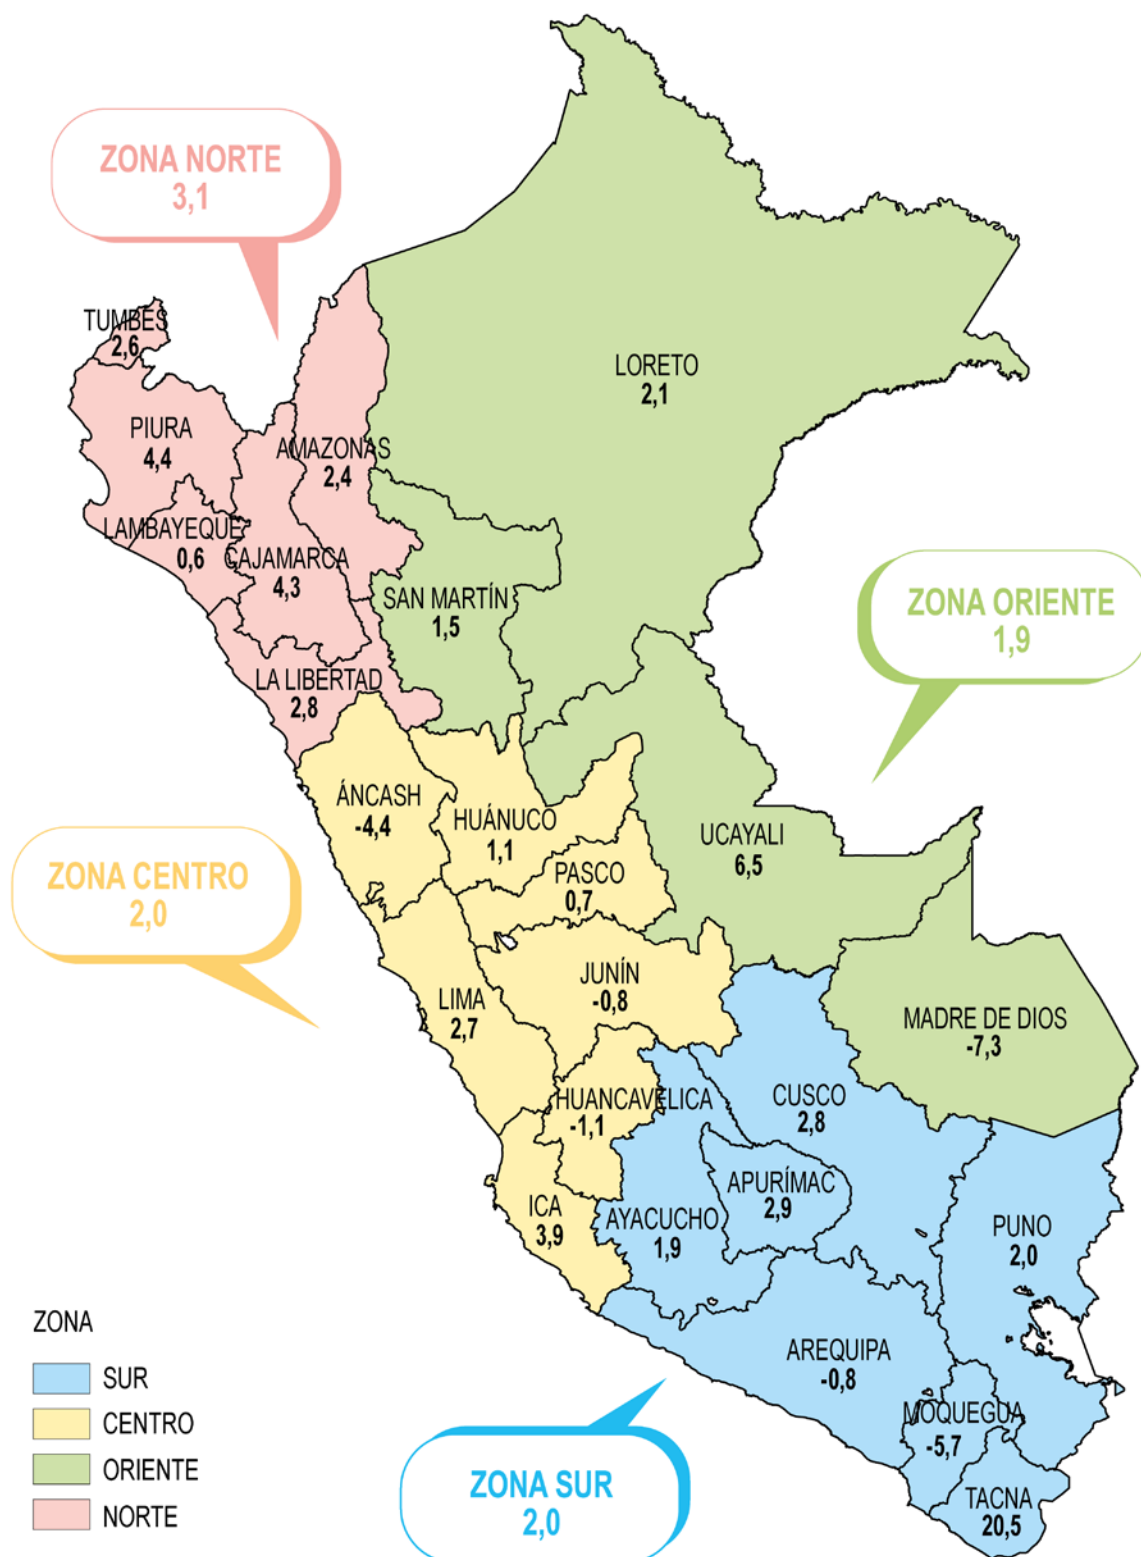 ZONA NORTE
3,1
TUMBES
2,6
LORETO
2,1
PIURA
4,4
AMAZONAS
2,4
LAMBAYEQUE
0,6
CAJAMARCA
4,3
SAN MARTÍN
1,5
ZONA ORIENTE
1,9
LA LIBERTAD
2,8
ÁNCASH
-4,4
HUÁNUCO
1,1
UCAYALI
6,5
ZONA CENTRO
2,0
PASCO
0,7
JUNÍN
-0,8
LIMA
2,7
MADRE DE DIOS
-7,3
HUANCAVELICA
-1,1
CUSCO
2,8
APURÍMAC
2,9
ICA
3,9
AYACUCHO
1,9
PUNO
2,0
AREQUIPA
-0,8
MOQUEGUA
-5,7
TACNA
20,5
ZONA SUR
2,0
ZONA
SUR
CENTRO
ORIENTE
NORTE